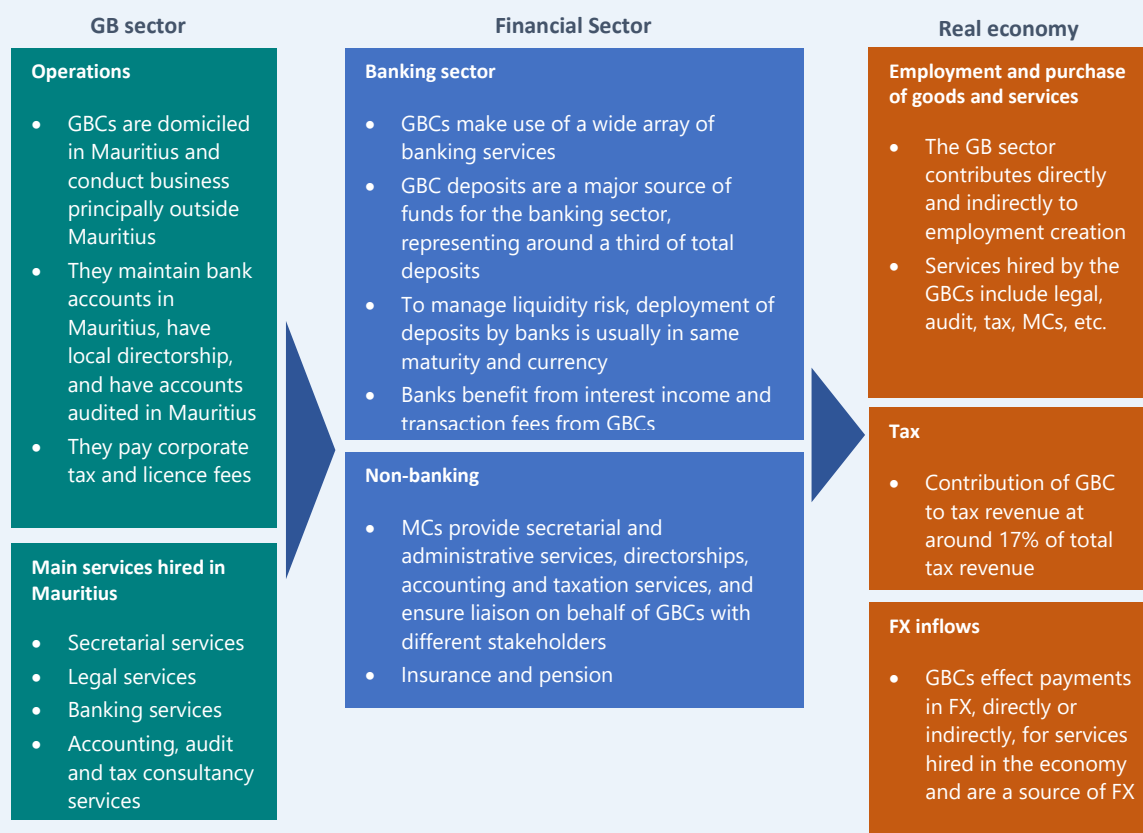 GB sector
Operations
• GBCs are domiciled
in Mauritius and
conduct business
principally outside
Mauritius
• They maintain bank
accounts in
Mauritius, have
local directorship,
and have accounts
audited in Mauritius
• They pay corporate
tax and licence fees
Main services hired in
Mauritius
• Secretarial services
• Legal services
• Banking services
• Accounting, audit
and tax consultancy
services
Financial Sector
Banking sector
• GBCs make use of a wide array of
banking services
• GBC deposits are a major source of
funds for the banking sector,
representing around a third of total
deposits
• To manage liquidity risk, deployment of
deposits by banks is usually in same
maturity and currency
• Banks benefit from interest income and
transaction fees from GBCs
Non-banking
• MCs provide secretarial and
administrative services, directorships,
accounting and taxation services, and
ensure liaison on behalf of GBCs with
different stakeholders
• Insurance and pension
Real economy
Employment and purchase
of goods and services
• The GB sector
contributes directly
and indirectly to
employment creation
• Services hired by the
GBCs include legal,
audit, tax, MCs, etc.
Tax
• Contribution of GBC
to tax revenue at
around 17% of total
tax revenue
FX inflows
• GBCs effect payments
in FX, directly or
indirectly, for services
hired in the economy
and are a source of FX